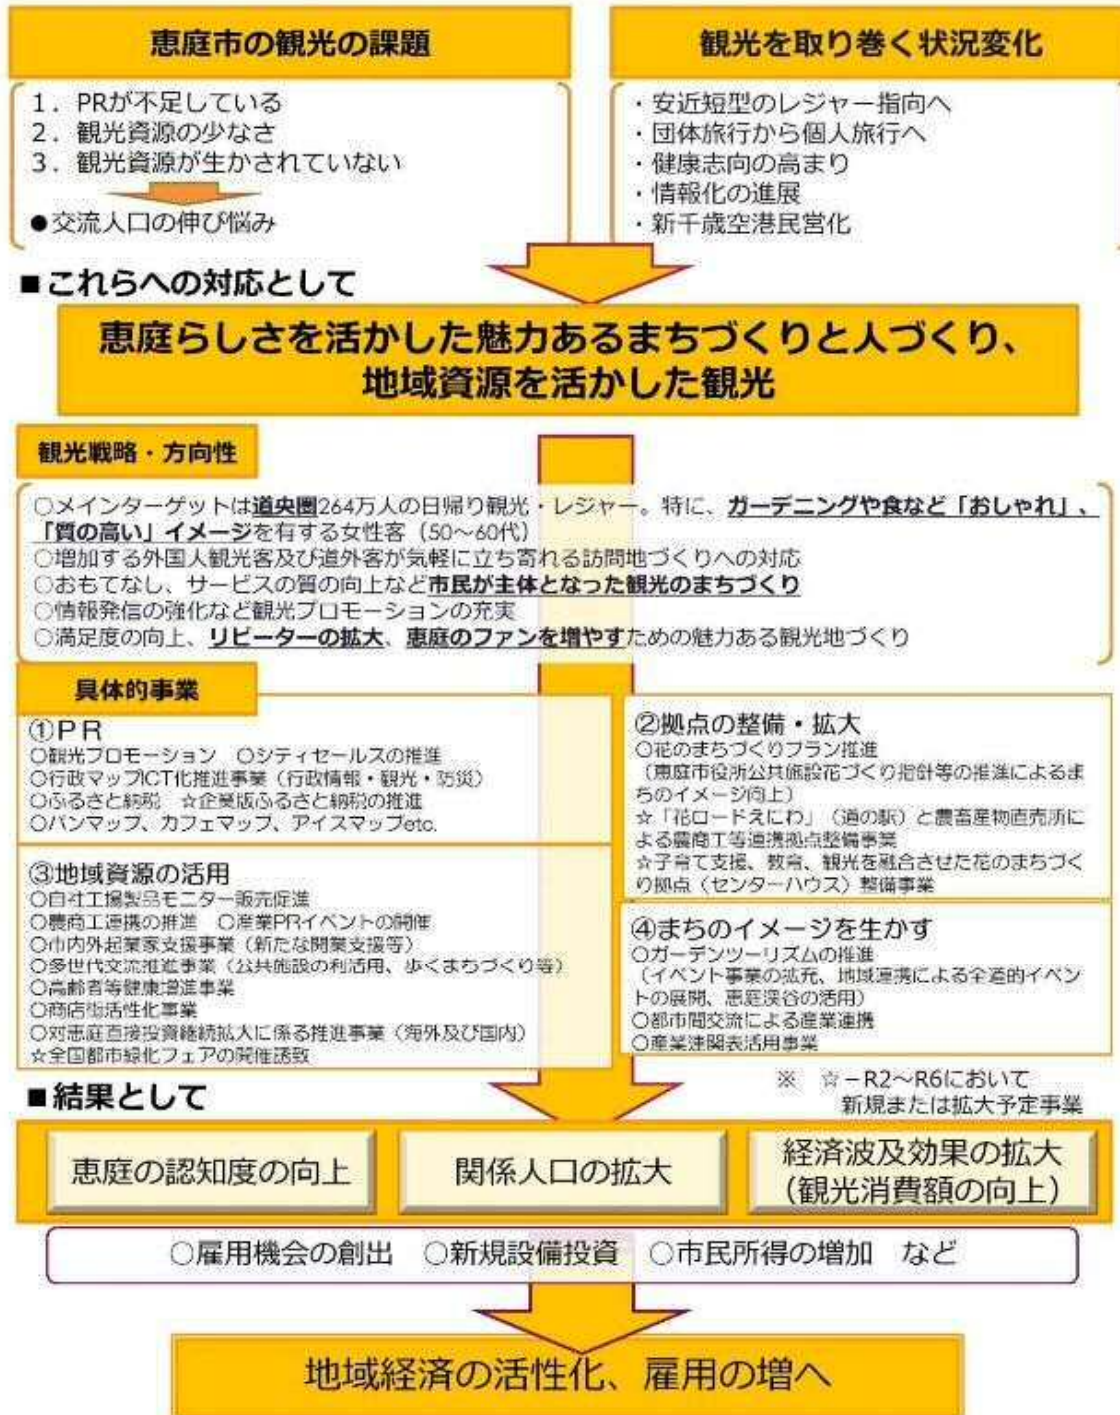 恵庭市の観光の課題
1．PRが不足している
2．観光資源の少なさ
3．観光資源が生かされていない
●交流人口の伸び悩み
観光を取り巻く状況変化
・安近短型のレジャー指向へ
・団体旅行から個人旅行へ
・健康志向の高まり
・情報化の進展
・新千歳空港民営化
■これらへの対応として
恵庭らしさを活かした魅力あるまちづくりと人づくり、
地域資源を活かした観光
観光戦略・方向性
○メインターゲットは道央圏264万人の日帰り観光・レジャー。特に、ガーデニングや食など「おしゃれ」、
「質の高い」イメージを有する女性客（50～60代）
○増加する外国人観光客及び道外客が気軽に立ち寄れる訪問地づくりへの対応
○おもてなし、サービスの質の向上など市民が主体となった観光のまちづくり
○情報発信の強化など観光プロモーションの充実
○満足度の向上、リピーターの拡大、恵庭のファンを増やすための魅力ある観光地づくり
具体的事業
①ＰＲ
○観光プロモーション　○シティセールスの推進
○行政マップICT化推進事業（行政情報・観光・防災）
○ふるさと納税　☆企業版ふるさと納税の推進
○パンマップ、カフェマップ、アイスマップetc.
②拠点の整備・拡大
○花のまちづくりプラン推進
（恵庭市役所公共施設花づくり指針等の推進によるま
ちのイメージ向上）
☆「花ロードえにわ」（道の駅）と農畜産物直売所に
よる農商工等連携拠点整備事業
☆子育て支援、教育、観光を融合させた花のまちづく
り拠点（センターハウス）整備事業
③地域資源の活用
○自社工場製品モニター販売促進
○農商工連携の推進　○産業PRイベントの開催
○市内外起業家支援事業（新たな開業支援等）
○多世代交流推進事業（公共施設の利活用、歩くまちづくり等）
○高齢者等健康増進事業
○商店街活性化事業
○対恵庭直接投資継続拡大に係る推進事業（海外及び国内）
☆全国都市緑化フェアの開催誘致
④まちのイメージを生かす
○ガーデンツーリズムの推進
（イベント事業の拡充、地域連携による全道的イベン
トの展開、恵庭渓谷の活用）
○都市間交流による産業連携
○産業連関表活用事業
※　☆－R2～R6において
新規または拡大予定事業
■結果として
恵庭の認知度の向上
関係人口の拡大
経済波及効果の拡大
（観光消費額の向上）
○雇用機会の創出　○新規設備投資　○市民所得の増加　など
地域経済の活性化、雇用の増へ